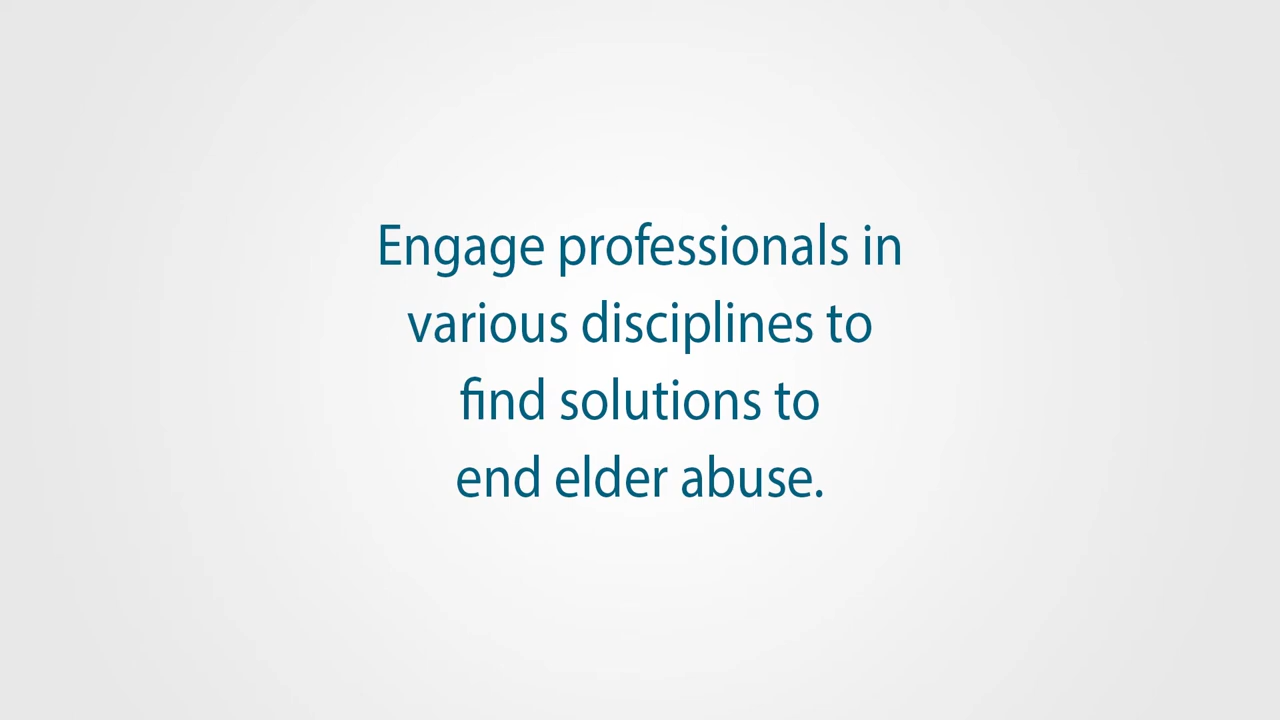 Engage professionals in
various disciplines to
find solutions to
end elder abuse.